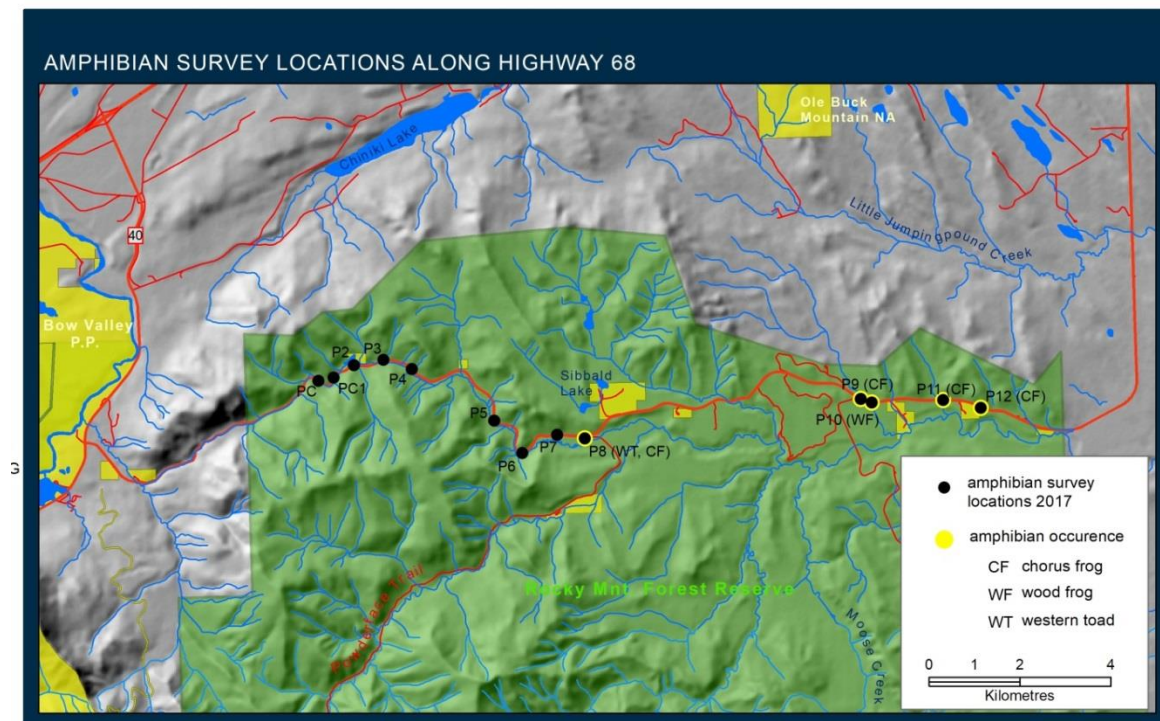 AMPHIBIAN SURVEY LOCATIONS ALONG HIGHWAY 68
Ole Buck
Mountain NA
Chiniki Lake
Little Jumpingpound Creek
40
Bow Valley
P.P.
P2
P3
PC
PC1
P4
Sibbald
Lake
P9 (CF)
P11 (CF)
P12 (CF)
P10 (WF)
P5
P6
P7
P8 (WT, CF)
G
Powderface Trail
Rocky Mnt. Forest Reserve
Moose Creek
amphibian survey
locations 2017
amphibian occurence
CF chorus frog
WF wood frog
WT western toad
0 1 2 4
Kilometres